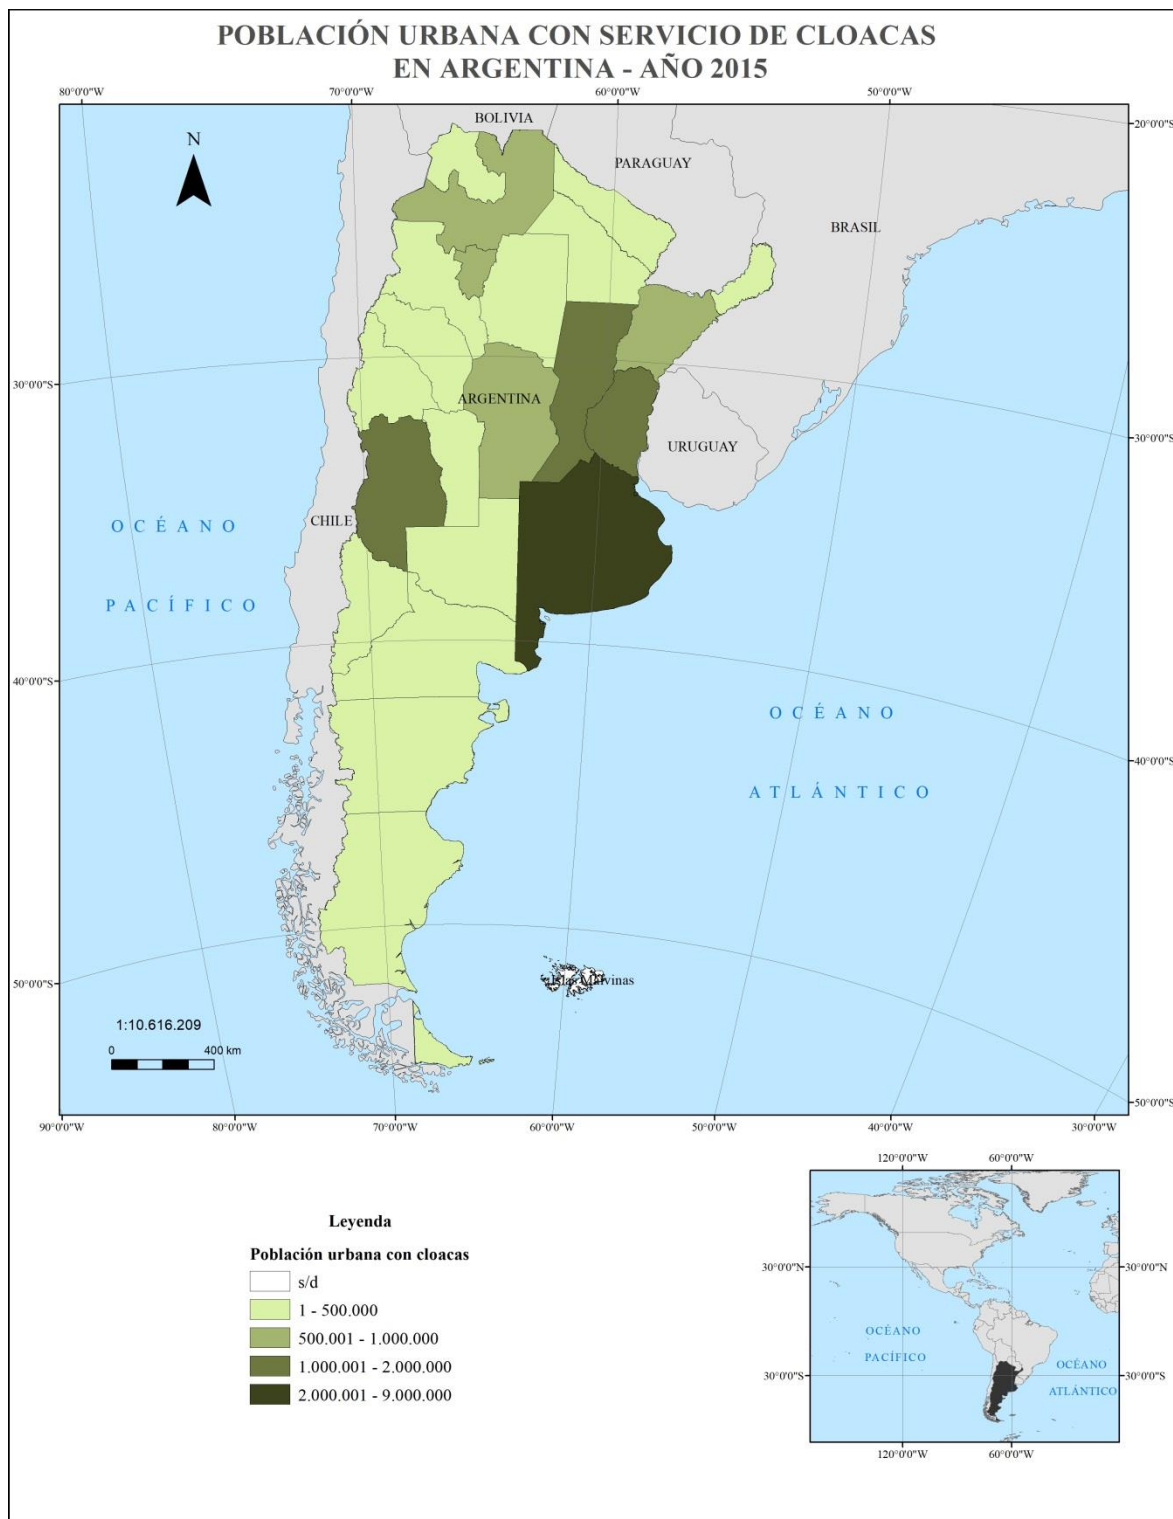 POBLACIÓN URBANA CON SERVICIO DE CLOACAS
EN ARGENTINA - AÑO 2015
80°0'0"W 70°0'0"W 60°0'0"W 50°0'0"W
N
BOLIVIA
20°0'0"S
PARAGUAY
BRASIL
30°0'0"S
ARGENTINA
30°0'0"S
URUGUAY
OCÉANO
CHILE
PACÍFICO
40°0'0"S
OCÉANO
40°0'0"S
ATLÁNTICO
50°0'0"S
Islas Malvinas
1:10.616.209
0 400 km
50°0'0"S
90°0'0"W 80°0'0"W 70°0'0"W 60°0'0"W 50°0'0"W 40°0'0"W 30°0'0"W
120°0'0"W 60°0'0"W
Leyenda
Población urbana con cloacas
s/d
1 - 500.000
500.001 - 1.000.000
1.000.001 - 2.000.000
2.000.001 - 9.000.000
30°0'0"N 30°0'0"N
OCÉANO
PACÍFICO
OCÉANO
30°0'0"S 30°0'0"S
ATLÁNTICO
120°0'0"W 60°0'0"W